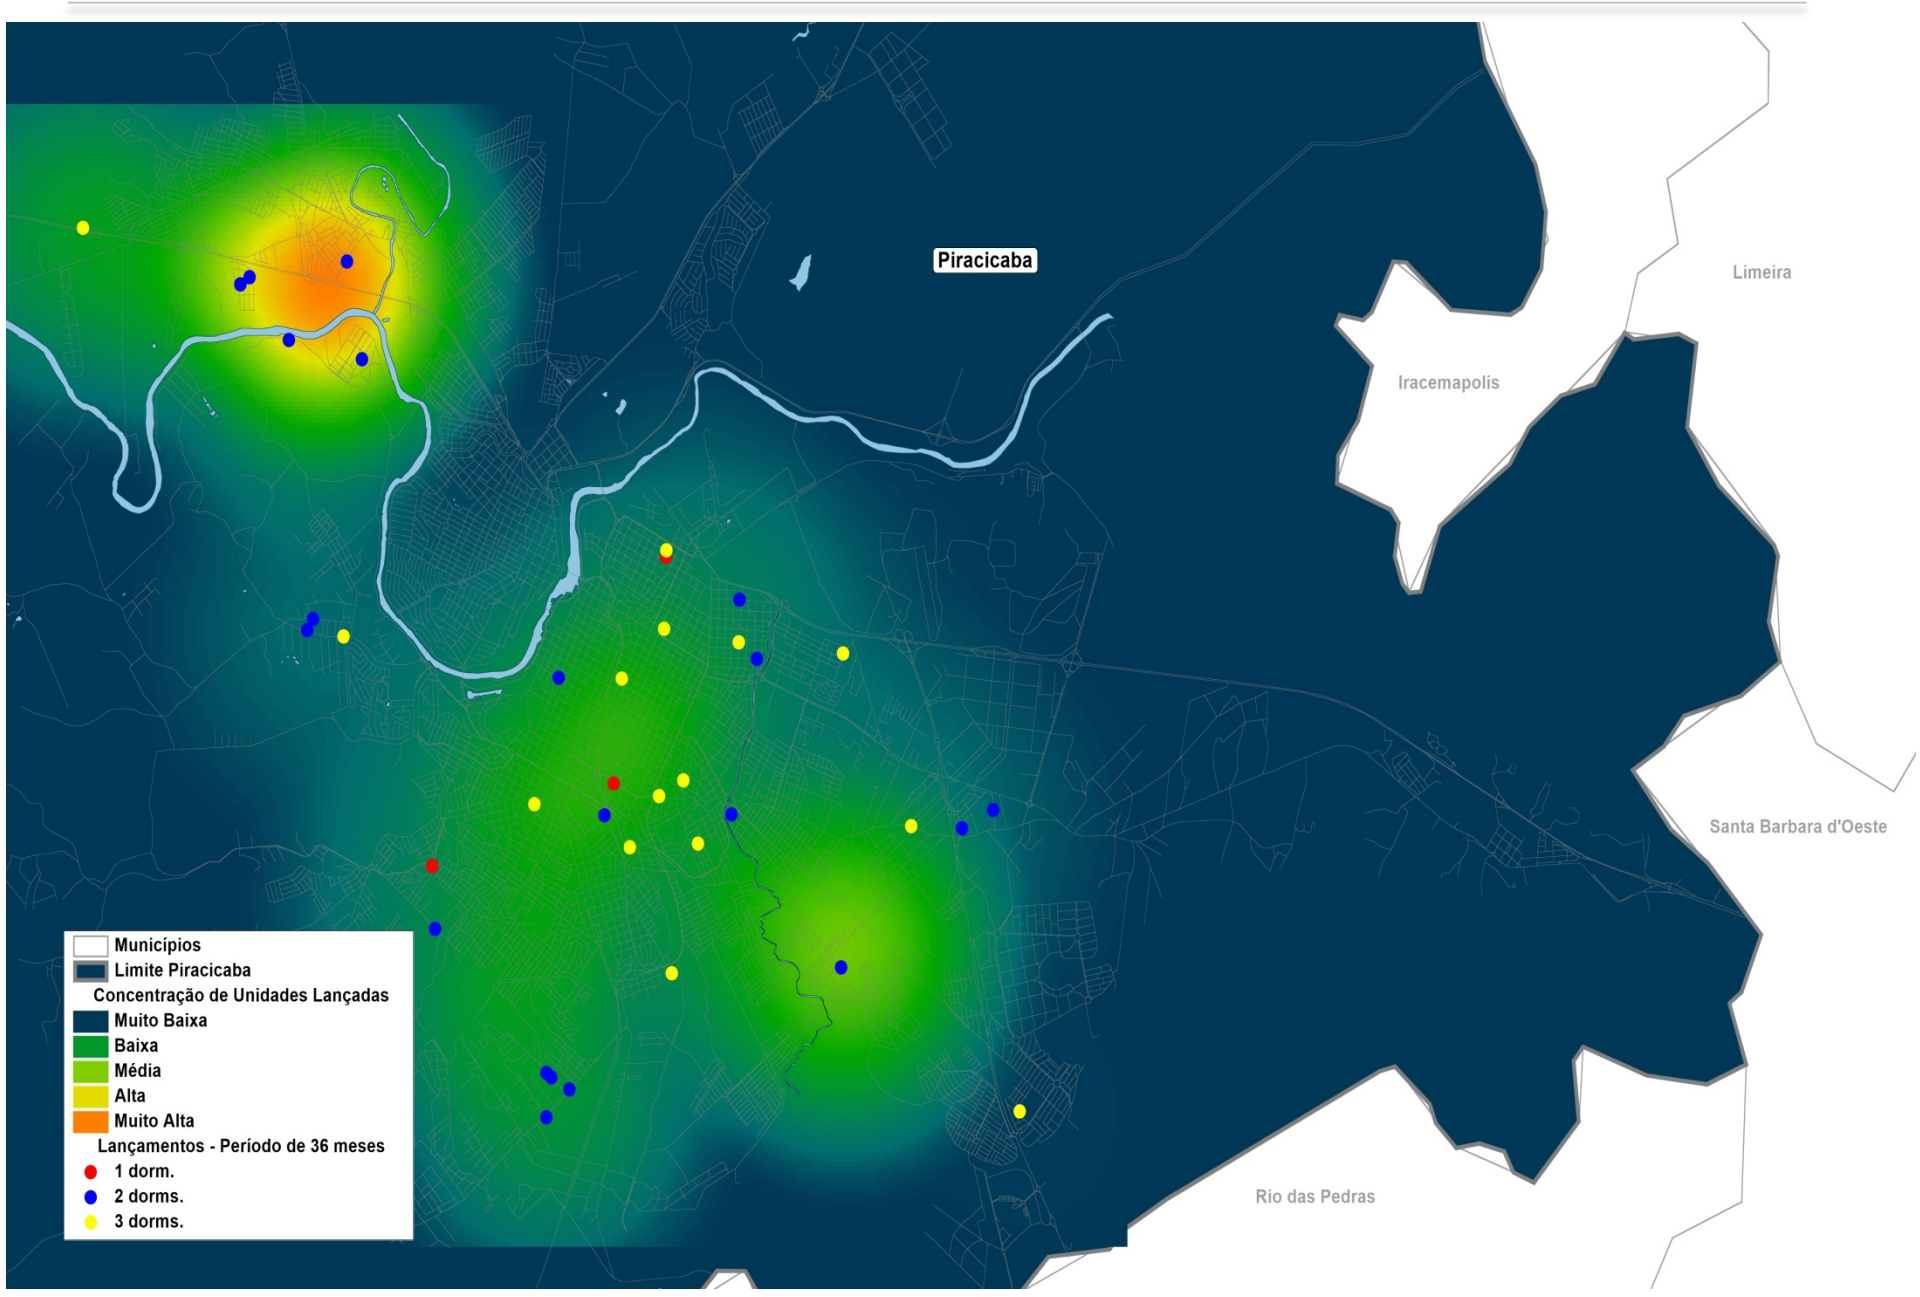 Piracicaba
Limeira
Iracemapolis
Santa Barbara d'Oeste
Rio das Pedras
Municípios
Limite Piracicaba
Concentração de Unidades Lançadas
Muito Baixa
Baixa
Média
Alta
Muito Alta
Lançamentos - Período de 36 meses
1 dorm.
2 dorms.
3 dorms.